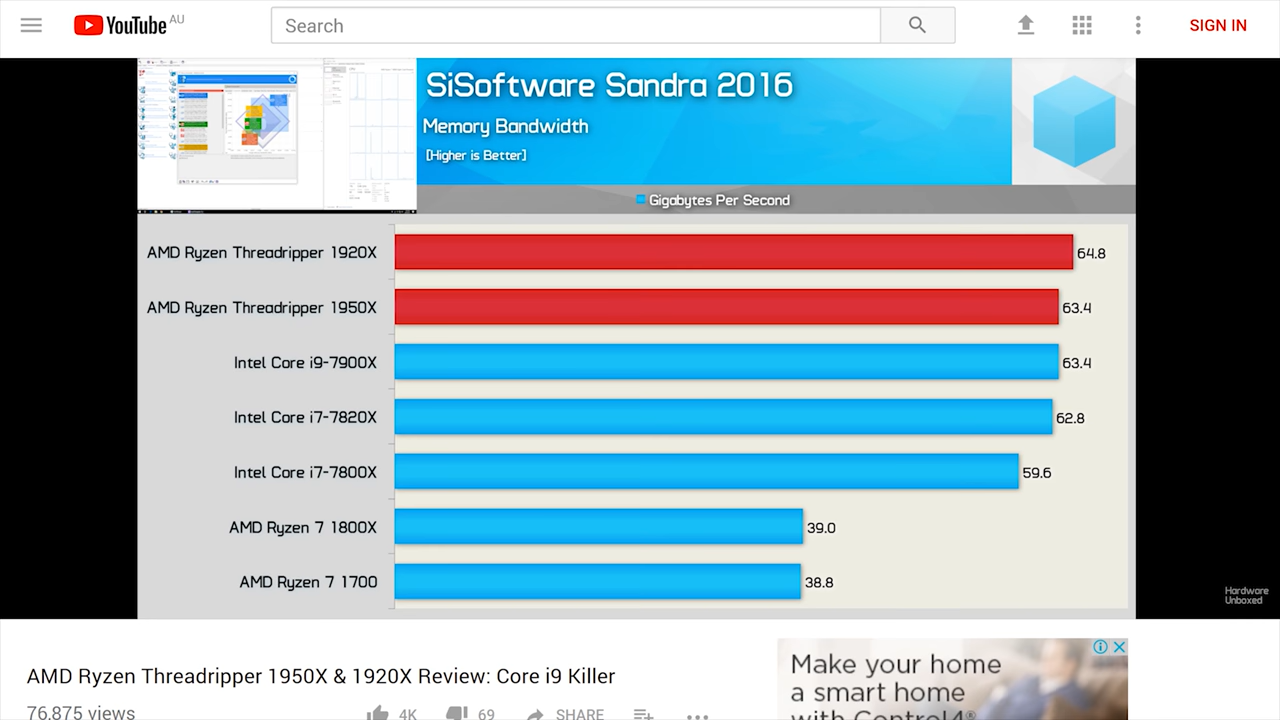 YouTube AU
Search
SIGN IN
SiSoftware Sandra 2016
Memory Bandwidth
[Higher is Better]
Gigabytes Per Second
AMD Ryzen Threadripper 1920X 64.8
AMD Ryzen Threadripper 1950X 63.4
Intel Core i9-7900X 63.4
Intel Core i7-7820X 62.8
Intel Core i7-7800X 59.6
AMD Ryzen 7 1800X 39.0
AMD Ryzen 7 1700 38.8
Hardware
Unboxed
AMD Ryzen Threadripper 1950X & 1920X Review: Core i9 Killer
76,875 views
4K
69
SHARE
Make your home
a smart home
with Control4®